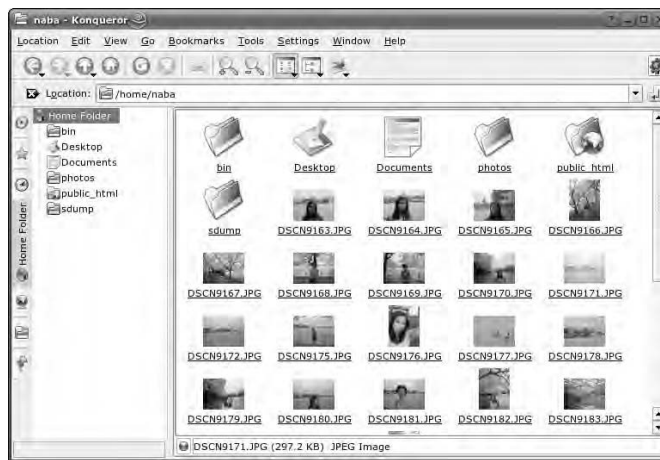 naba - Konqueror
Location Edit View Go Bookmarks Tools Settings Window Help
Location: /home/naba
Home Folder
bin
Desktop
Documents
photos
public_html
sdump
Home Folder
bin Desktop Documents photos public_html
sdump DSCN9163.JPG DSCN9164.JPG DSCN9165.JPG DSCN9166.JPG
DSCN9167.JPG DSCN9168.JPG DSCN9169.JPG DSCN9170.JPG DSCN9171.JPG
DSCN9172.JPG DSCN9175.JPG DSCN9176.JPG DSCN9177.JPG DSCN9178.JPG
DSCN9179.JPG DSCN9180.JPG DSCN9181.JPG DSCN9182.JPG DSCN9183.JPG
DSCN9171.JPG (297.2 KB) JPEG Image